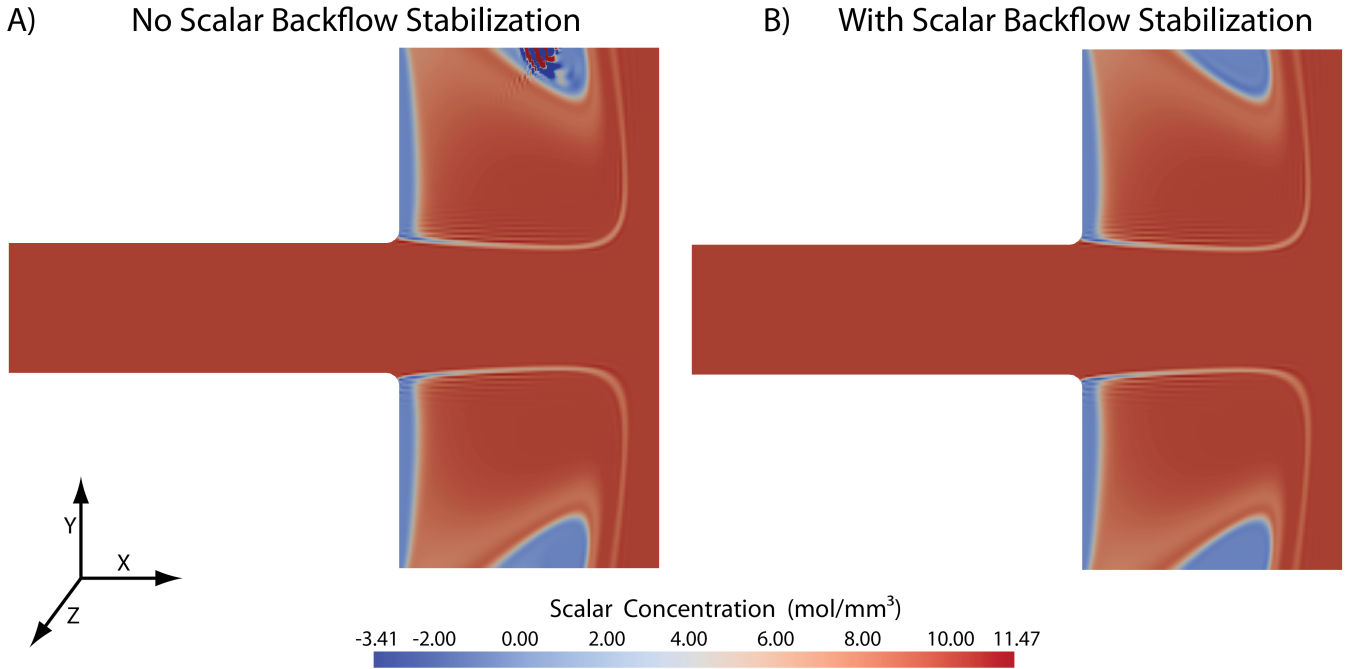 A) No Scalar Backflow Stabilization
B) With Scalar Backflow Stabilization
Y
X
Z
Scalar Concentration (mol/mm³)
-3.41 -2.00 0.00 2.00 4.00 6.00 8.00 10.00 11.47